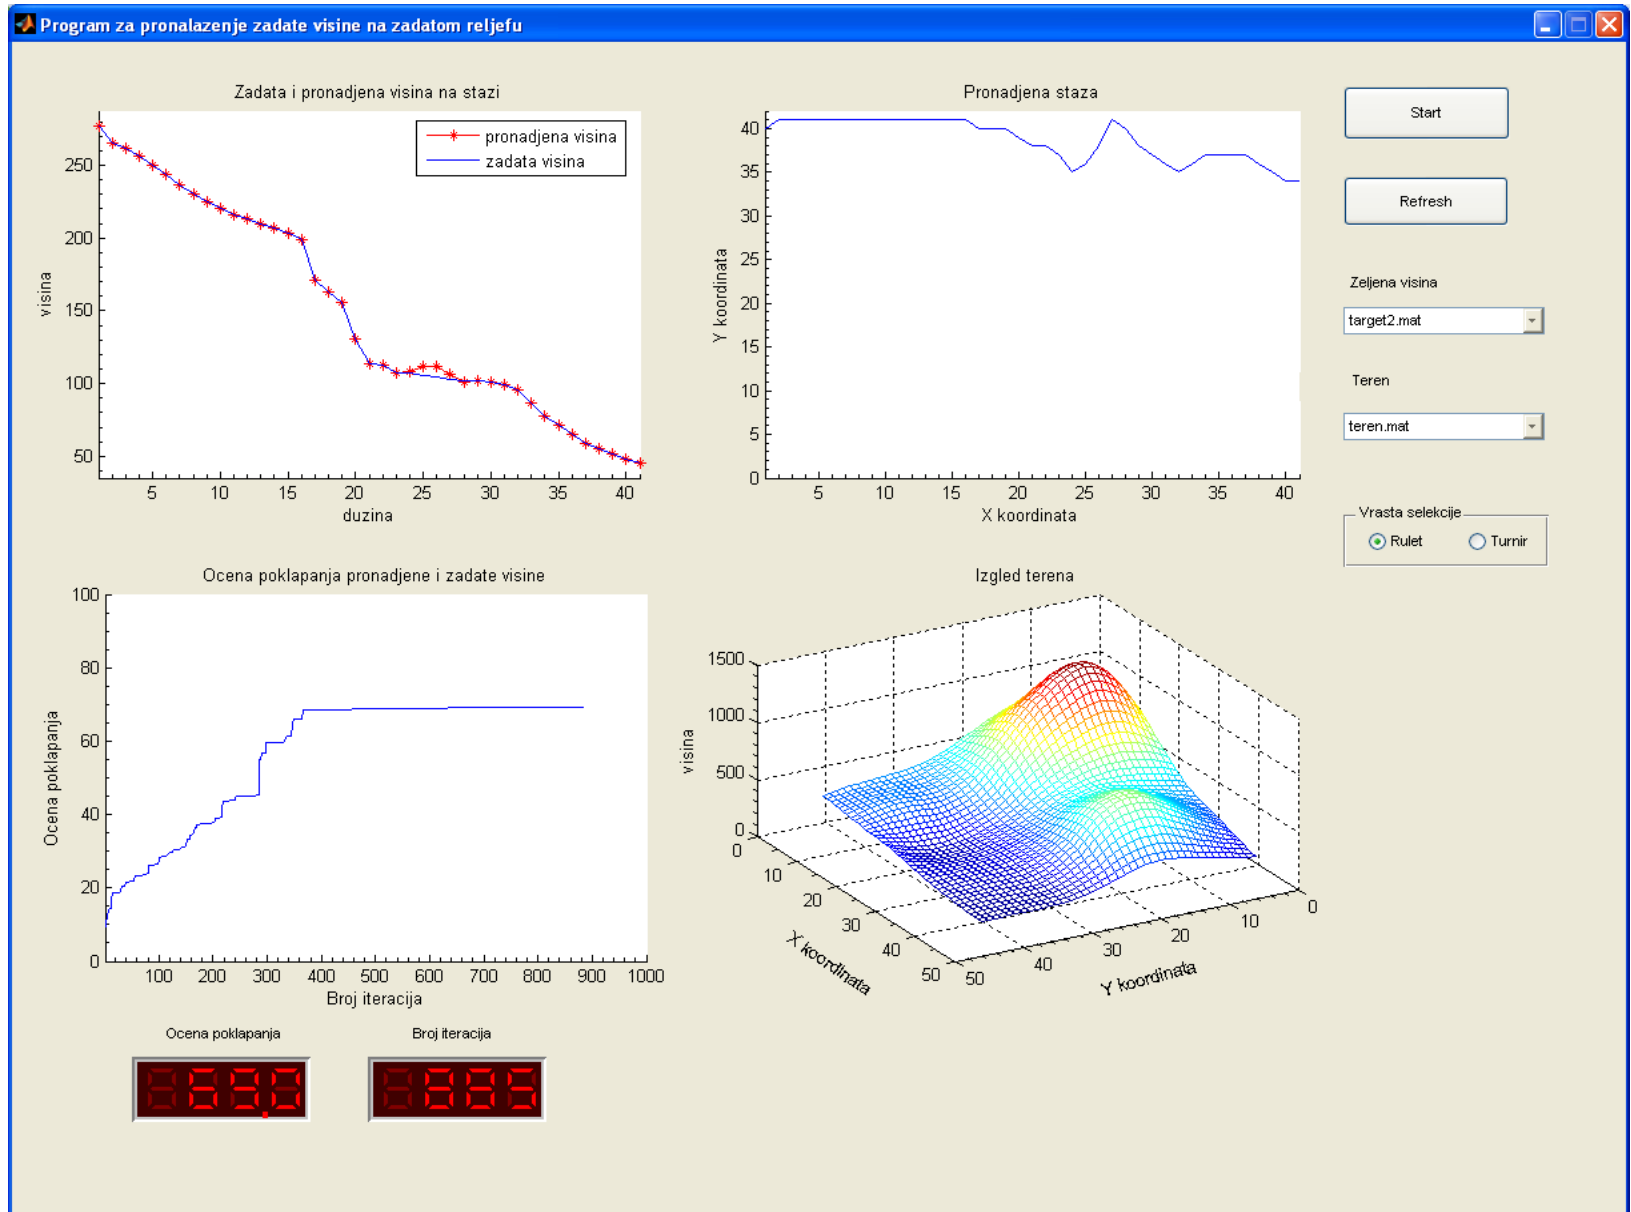 Program za pronalazenje zadate visine na zadatom reljefu
Zadata i pronadjena visina na stazi
pronadjena visina
zadata visina
250
200
150
100
50
visina
5 10 15 20 25 30 35 40
duzina
Pronadjena staza
40
35
30
25
20
15
10
5
0
Y koordinata
5 10 15 20 25 30 35 40
X koordinata
Start
Refresh
Zeljena visina
target2.mat
Teren
teren.mat
Vrasta selekcije
Rulet Turnir
Ocena poklapanja pronadjene i zadate visine
100
80
60
40
20
0
Ocena poklapanja
100 200 300 400 500 600 700 800 900 1000
Broj iteracija
Izgled terena
1500
1000
500
0
visina
0 10 20 30 40 50
X koordinata
50 40 30 20 10 0
Y koordinata
Ocena poklapanja
Broj iteracija